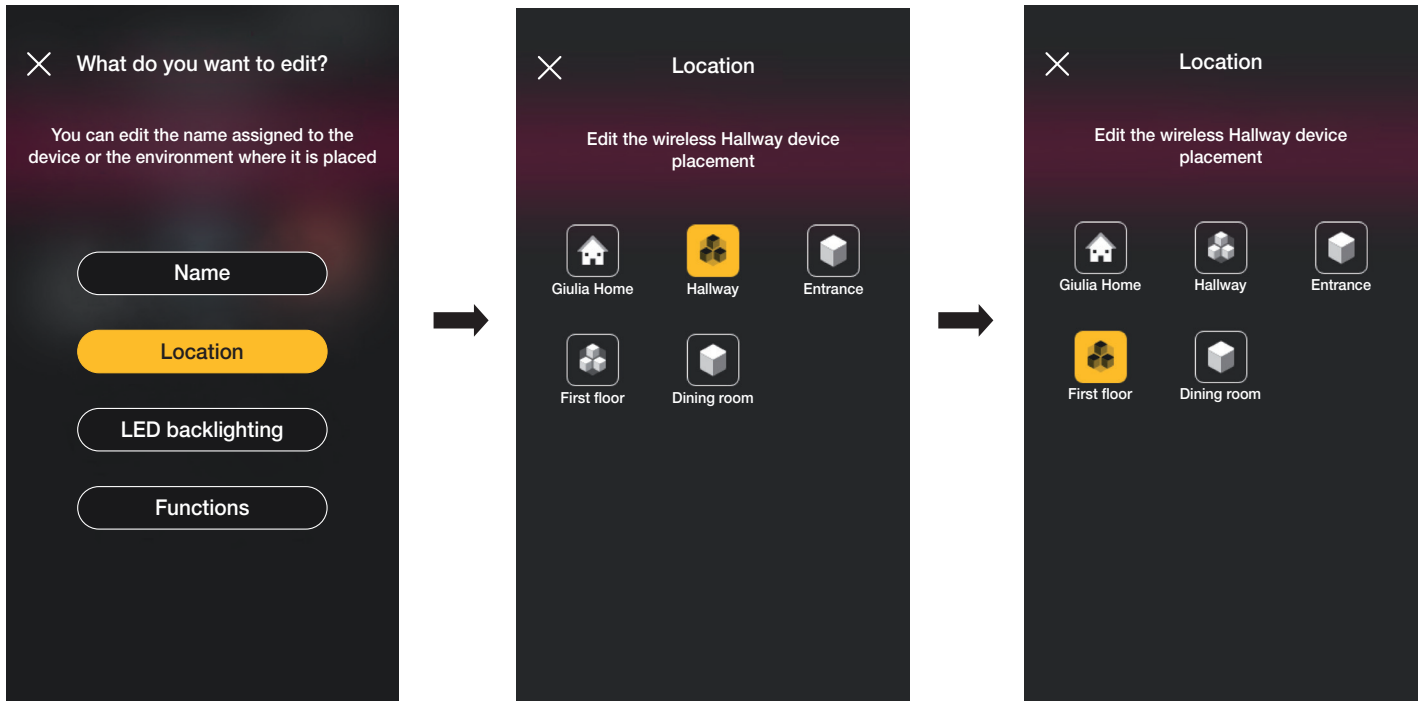 What do you want to edit?
You can edit the name assigned to the
device or the environment where it is placed
Name
Location
LED backlighting
Functions
Location
Edit the wireless Hallway device
placement
Giulia Home
Hallway
Entrance
First floor
Dining room
Location
Edit the wireless Hallway device
placement
Giulia Home
Hallway
Entrance
First floor
Dining room